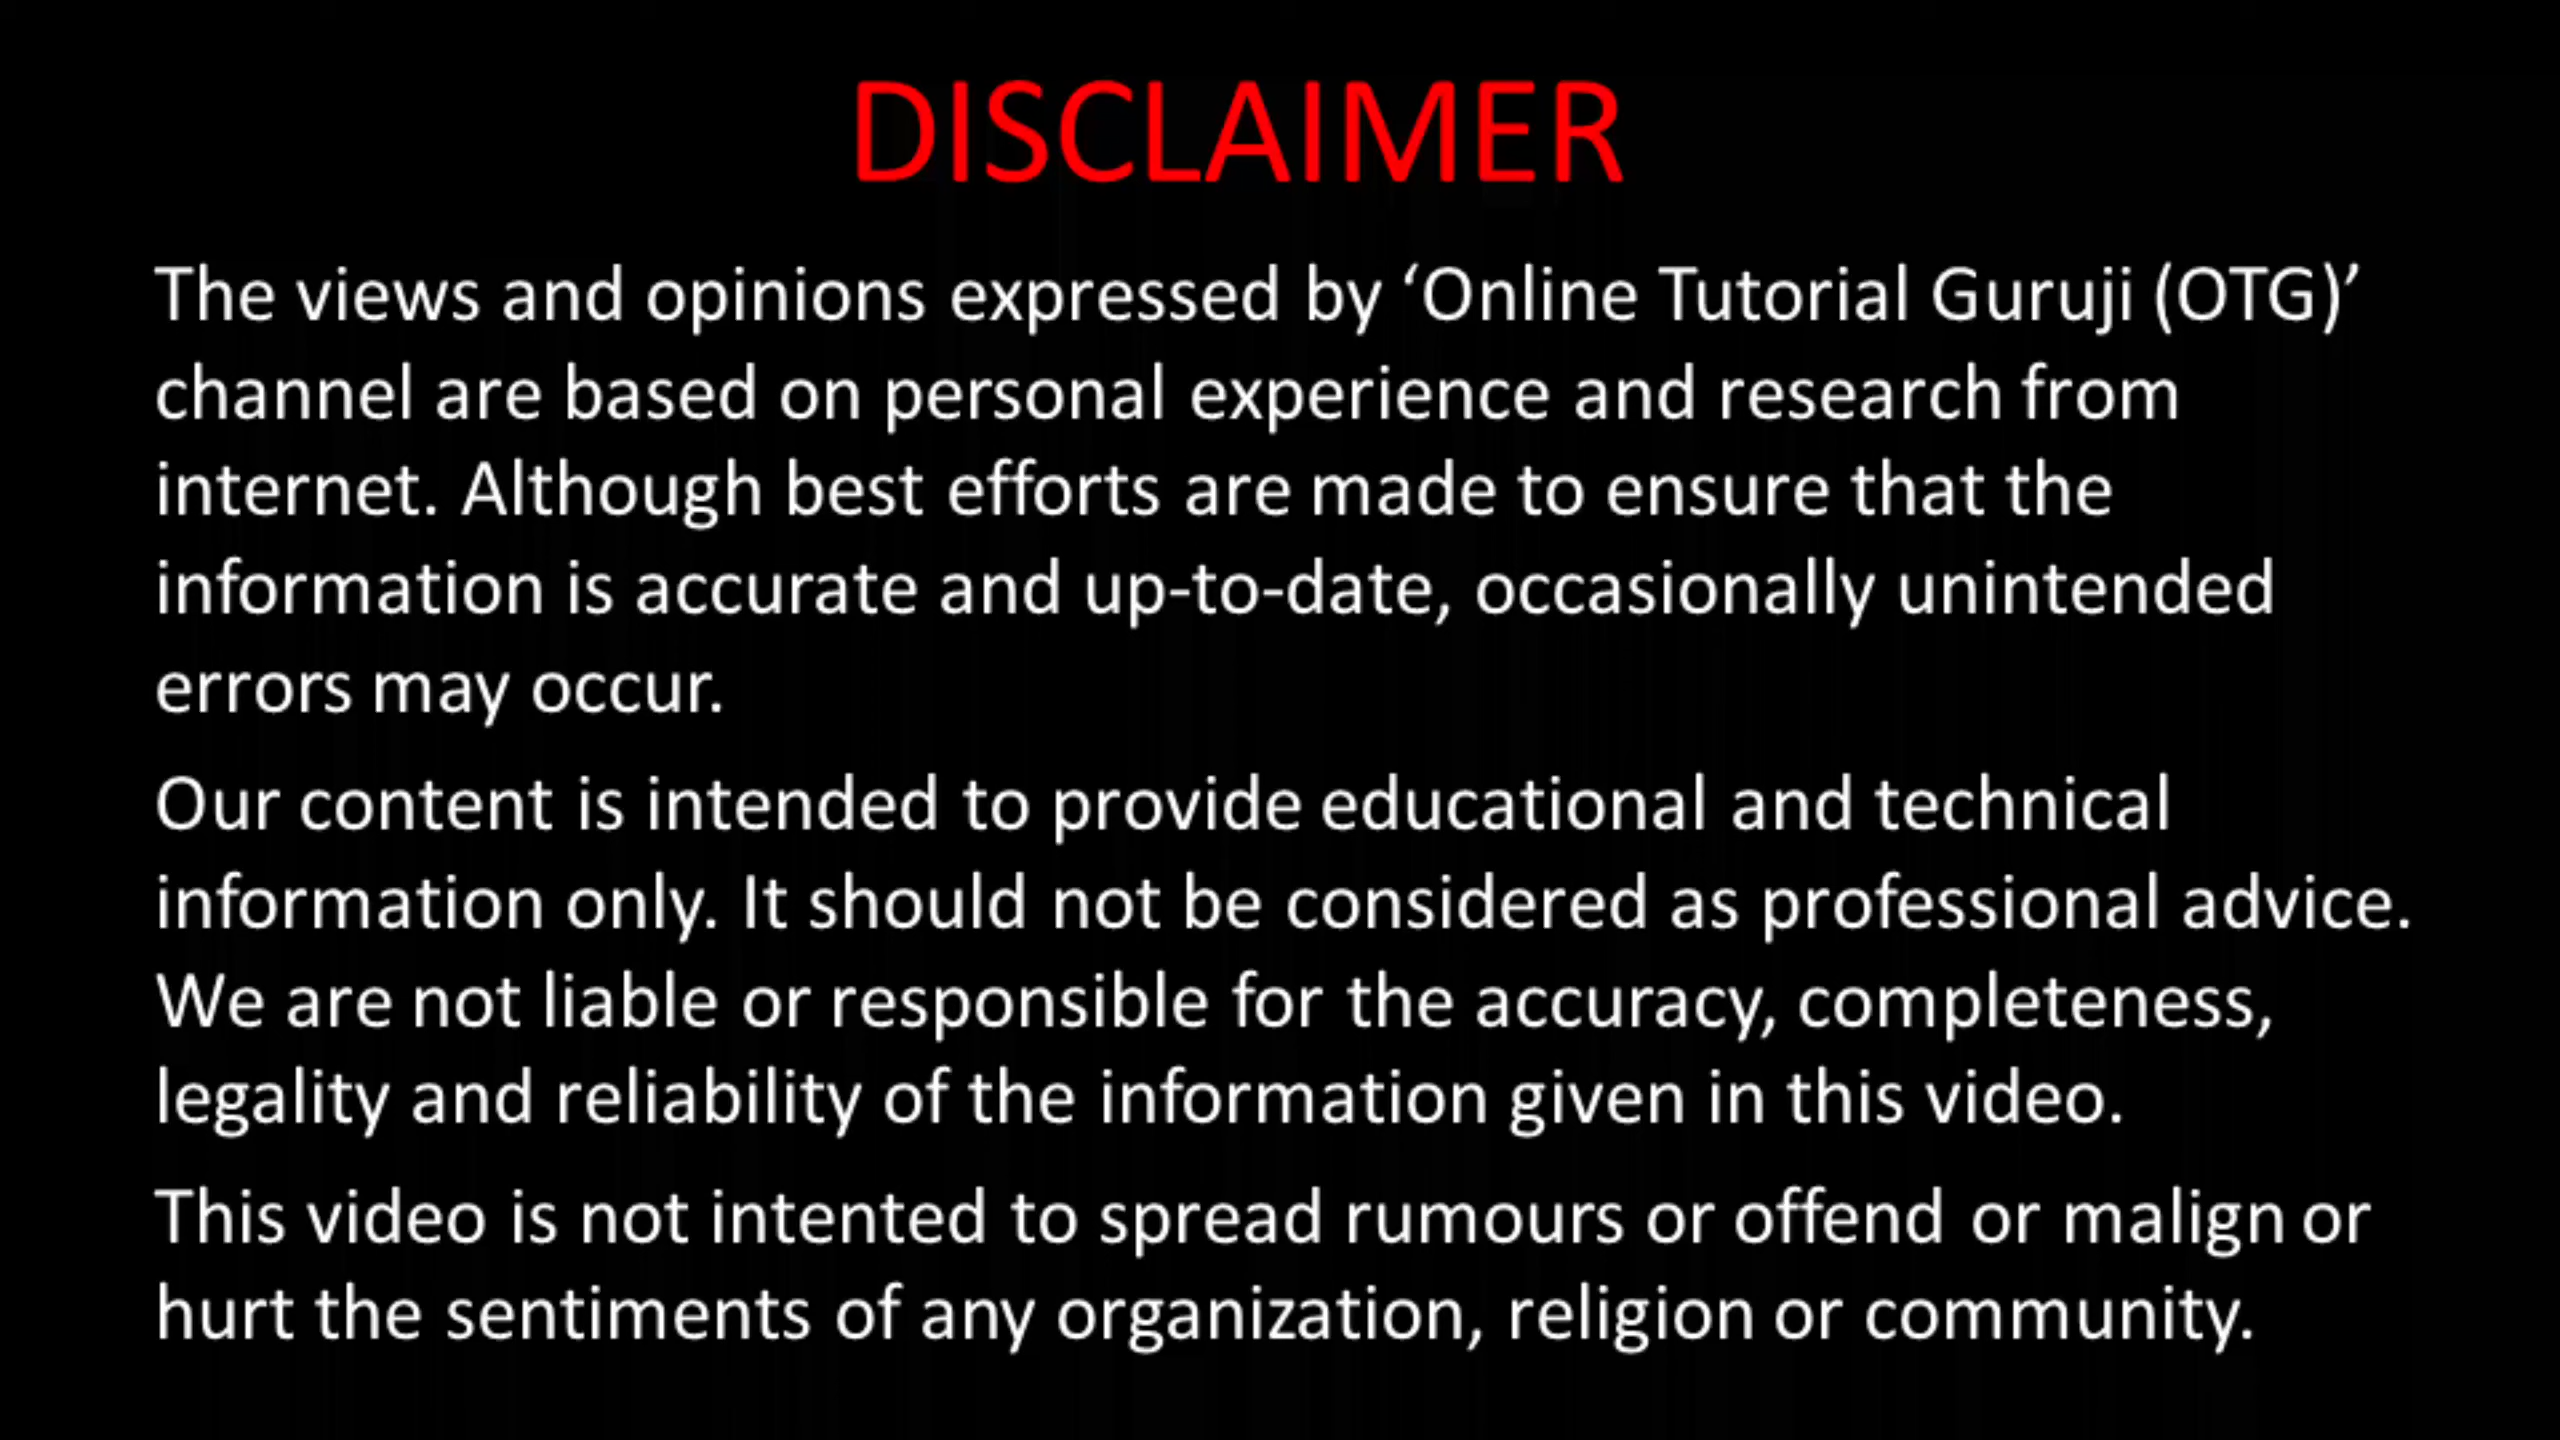 DISCLAIMER
The views and opinions expressed by ‘Online Tutorial Guruji (OTG)’
channel are based on personal experience and research from
internet. Although best efforts are made to ensure that the
information is accurate and up-to-date, occasionally unintended
errors may occur.
Our content is intended to provide educational and technical
information only. It should not be considered as professional advice.
We are not liable or responsible for the accuracy, completeness,
legality and reliability of the information given in this video.
This video is not intented to spread rumours or offend or malign or
hurt the sentiments of any organization, religion or community.